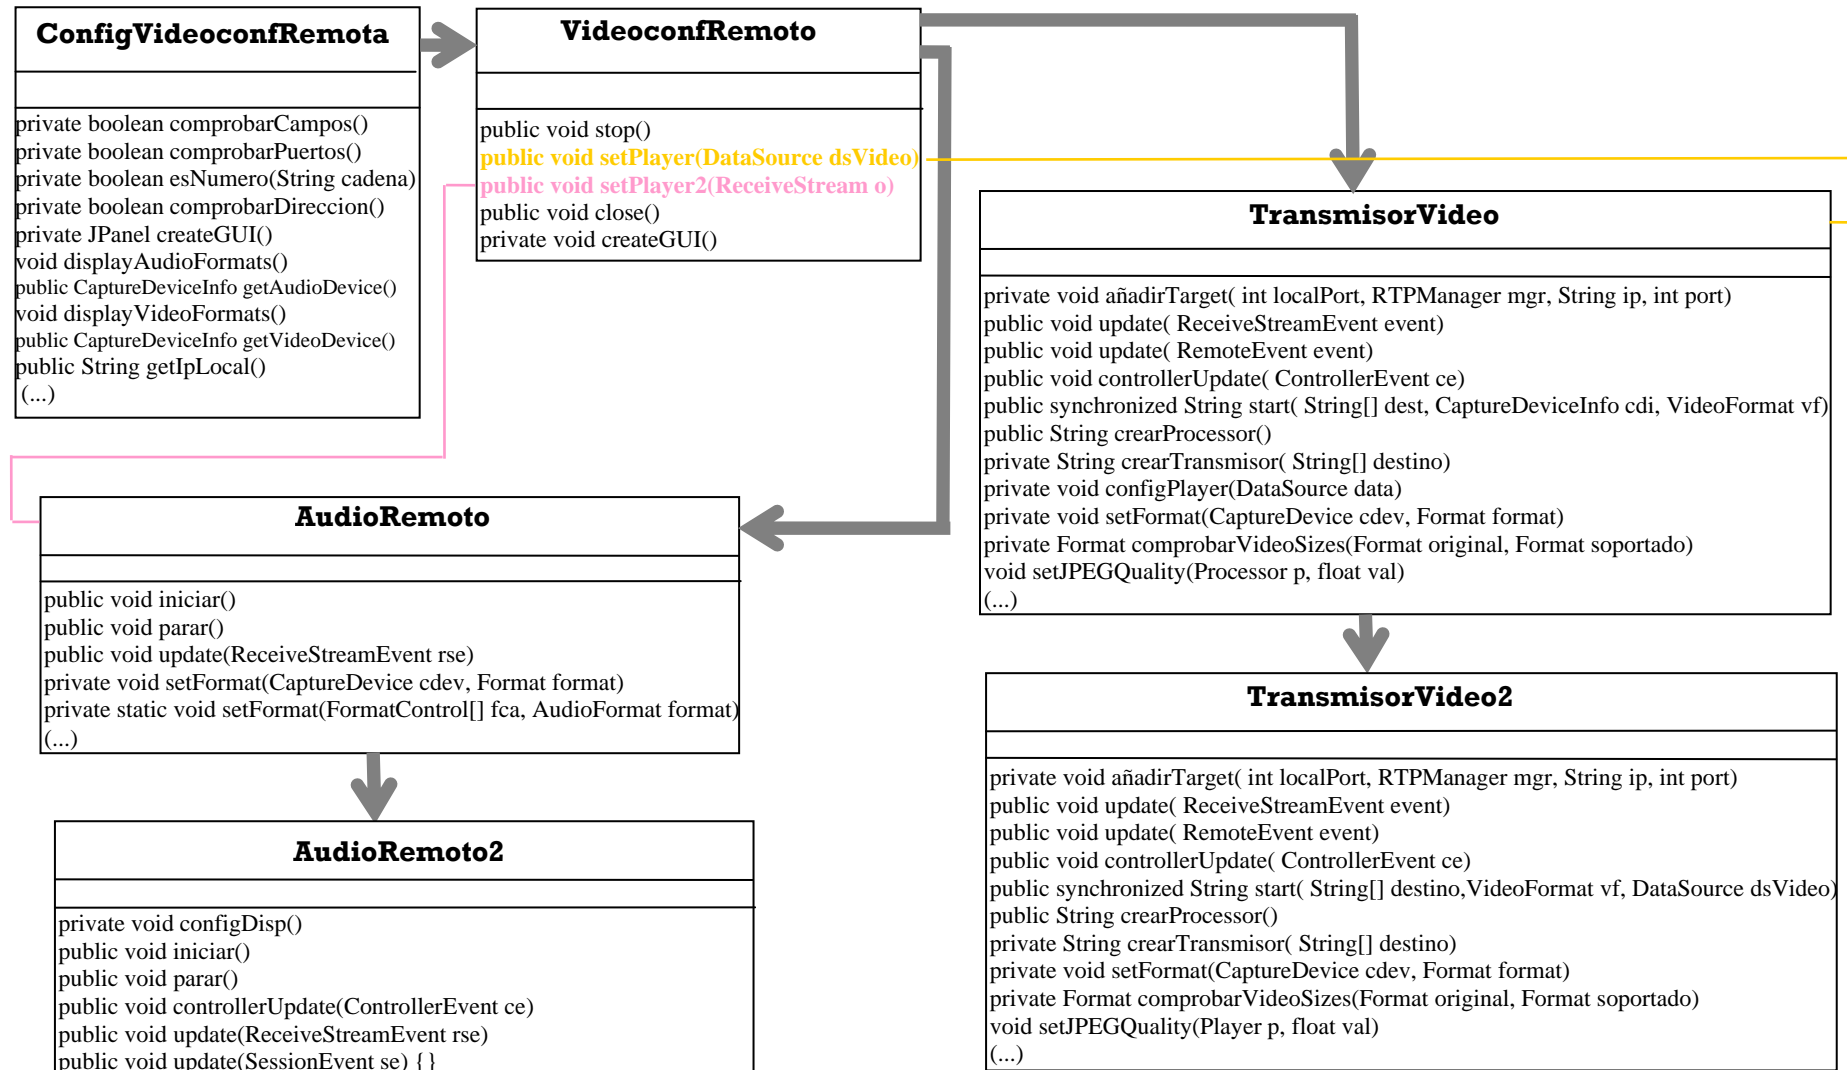 ConfigVideoconfRemota
private boolean comprobarCampos()
private boolean comprobarPuertos()
private boolean esNumero(String cadena)
private boolean comprobarDireccion()
private JPanel createGUI()
void displayAudioFormats()
public CaptureDeviceInfo getAudioDevice()
void displayVideoFormats()
public CaptureDeviceInfo getVideoDevice()
public String getIpLocal()
(...)
VideoconfRemoto
public void stop()
public void setPlayer(DataSource dsVideo)
public void setPlayer2(ReceiveStream o)
public void close()
private void createGUI()
TransmisorVideo
private void añadirTarget( int localPort, RTPManager mgr, String ip, int port)
public void update( ReceiveStreamEvent event)
public void update( RemoteEvent event)
public void controllerUpdate( ControllerEvent ce)
public synchronized String start( String[] dest, CaptureDeviceInfo cdi, VideoFormat vf)
public String crearProcessor()
private String crearTransmisor( String[] destino)
private void configPlayer(DataSource data)
private void setFormat(CaptureDevice cdev, Format format)
private Format comprobarVideoSizes(Format original, Format soportado)
void setJPEGQuality(Processor p, float val)
(...)
AudioRemoto
public void iniciar()
public void parar()
public void update(ReceiveStreamEvent rse)
private void setFormat(CaptureDevice cdev, Format format)
private static void setFormat(FormatControl[] fca, AudioFormat format)
(...)
TransmisorVideo2
private void añadirTarget( int localPort, RTPManager mgr, String ip, int port)
public void update( ReceiveStreamEvent event)
public void update( RemoteEvent event)
public void controllerUpdate( ControllerEvent ce)
public synchronized String start( String[] destino,VideoFormat vf, DataSource dsVideo)
public String crearProcessor()
private String crearTransmisor( String[] destino)
private void setFormat(CaptureDevice cdev, Format format)
private Format comprobarVideoSizes(Format original, Format soportado)
void setJPEGQuality(Player p, float val)
(...)
AudioRemoto2
private void configDisp()
public void iniciar()
public void parar()
public void controllerUpdate(ControllerEvent ce)
public void update(ReceiveStreamEvent rse)
public void update(SessionEvent se) {}